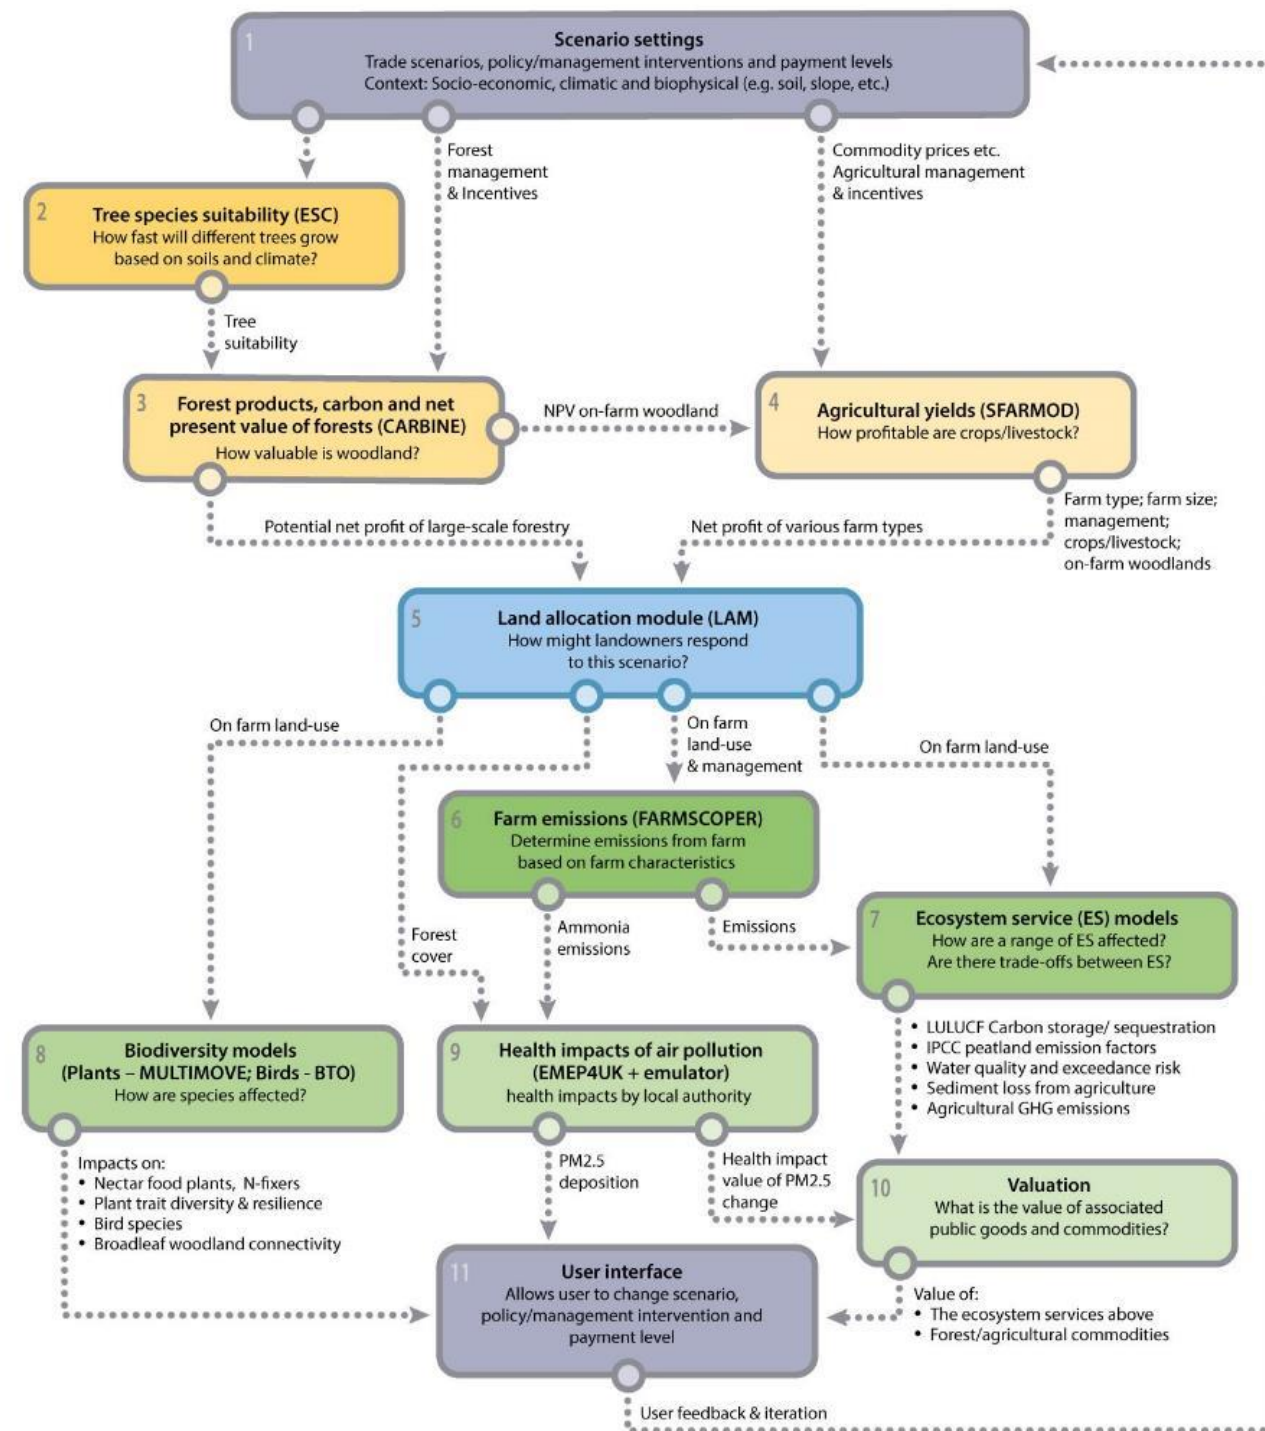 1
Scenario settings
Trade scenarios, policy/management interventions and payment levels
Context: Socio-economic, climatic and biophysical (e.g. soil, slope, etc.)
Forest
management
& Incentives
Commodity prices etc.
Agricultural management
& incentives
2
Tree species suitability (ESC)
How fast will different trees grow
based on soils and climate?
Tree
suitability
3
Forest products, carbon and net
present value of forests (CARBINE)
How valuable is woodland?
NPV on-farm woodland
4
Agricultural yields (SFARMOD)
How profitable are crops/livestock?
Potential net profit of large-scale forestry
Net profit of various farm types
Farm type; farm size;
management;
crops/livestock;
on-farm woodlands
5
Land allocation module (LAM)
How might landowners respond
to this scenario?
On farm land-use
On farm
land-use
& management
On farm land-use
6
Farm emissions (FARMSCOPER)
Determine emissions from farm
based on farm characteristics
Forest
cover
Ammonia
emissions
Emissions
7
Ecosystem service (ES) models
How are a range of ES affected?
Are there trade-offs between ES?
• LULUCF Carbon storage/ sequestration
• IPCC peatland emission factors
• Water quality and exceedance risk
• Sediment loss from agriculture
• Agricultural GHG emissions
8
Biodiversity models
(Plants – MULTIMOVE; Birds - BTO)
How are species affected?
Impacts on:
• Nectar food plants, N-fixers
• Plant trait diversity & resilience
• Bird species
• Broadleaf woodland connectivity
9
Health impacts of air pollution
(EMEP4UK + emulator)
health impacts by local authority
PM2.5
deposition
Health impact
value of PM2.5
change
10
Valuation
What is the value of associated
public goods and commodities?
Value of:
• The ecosystem services above
• Forest/agricultural commodities
11
User interface
Allows user to change scenario,
policy/management intervention and
payment level
User feedback & iteration